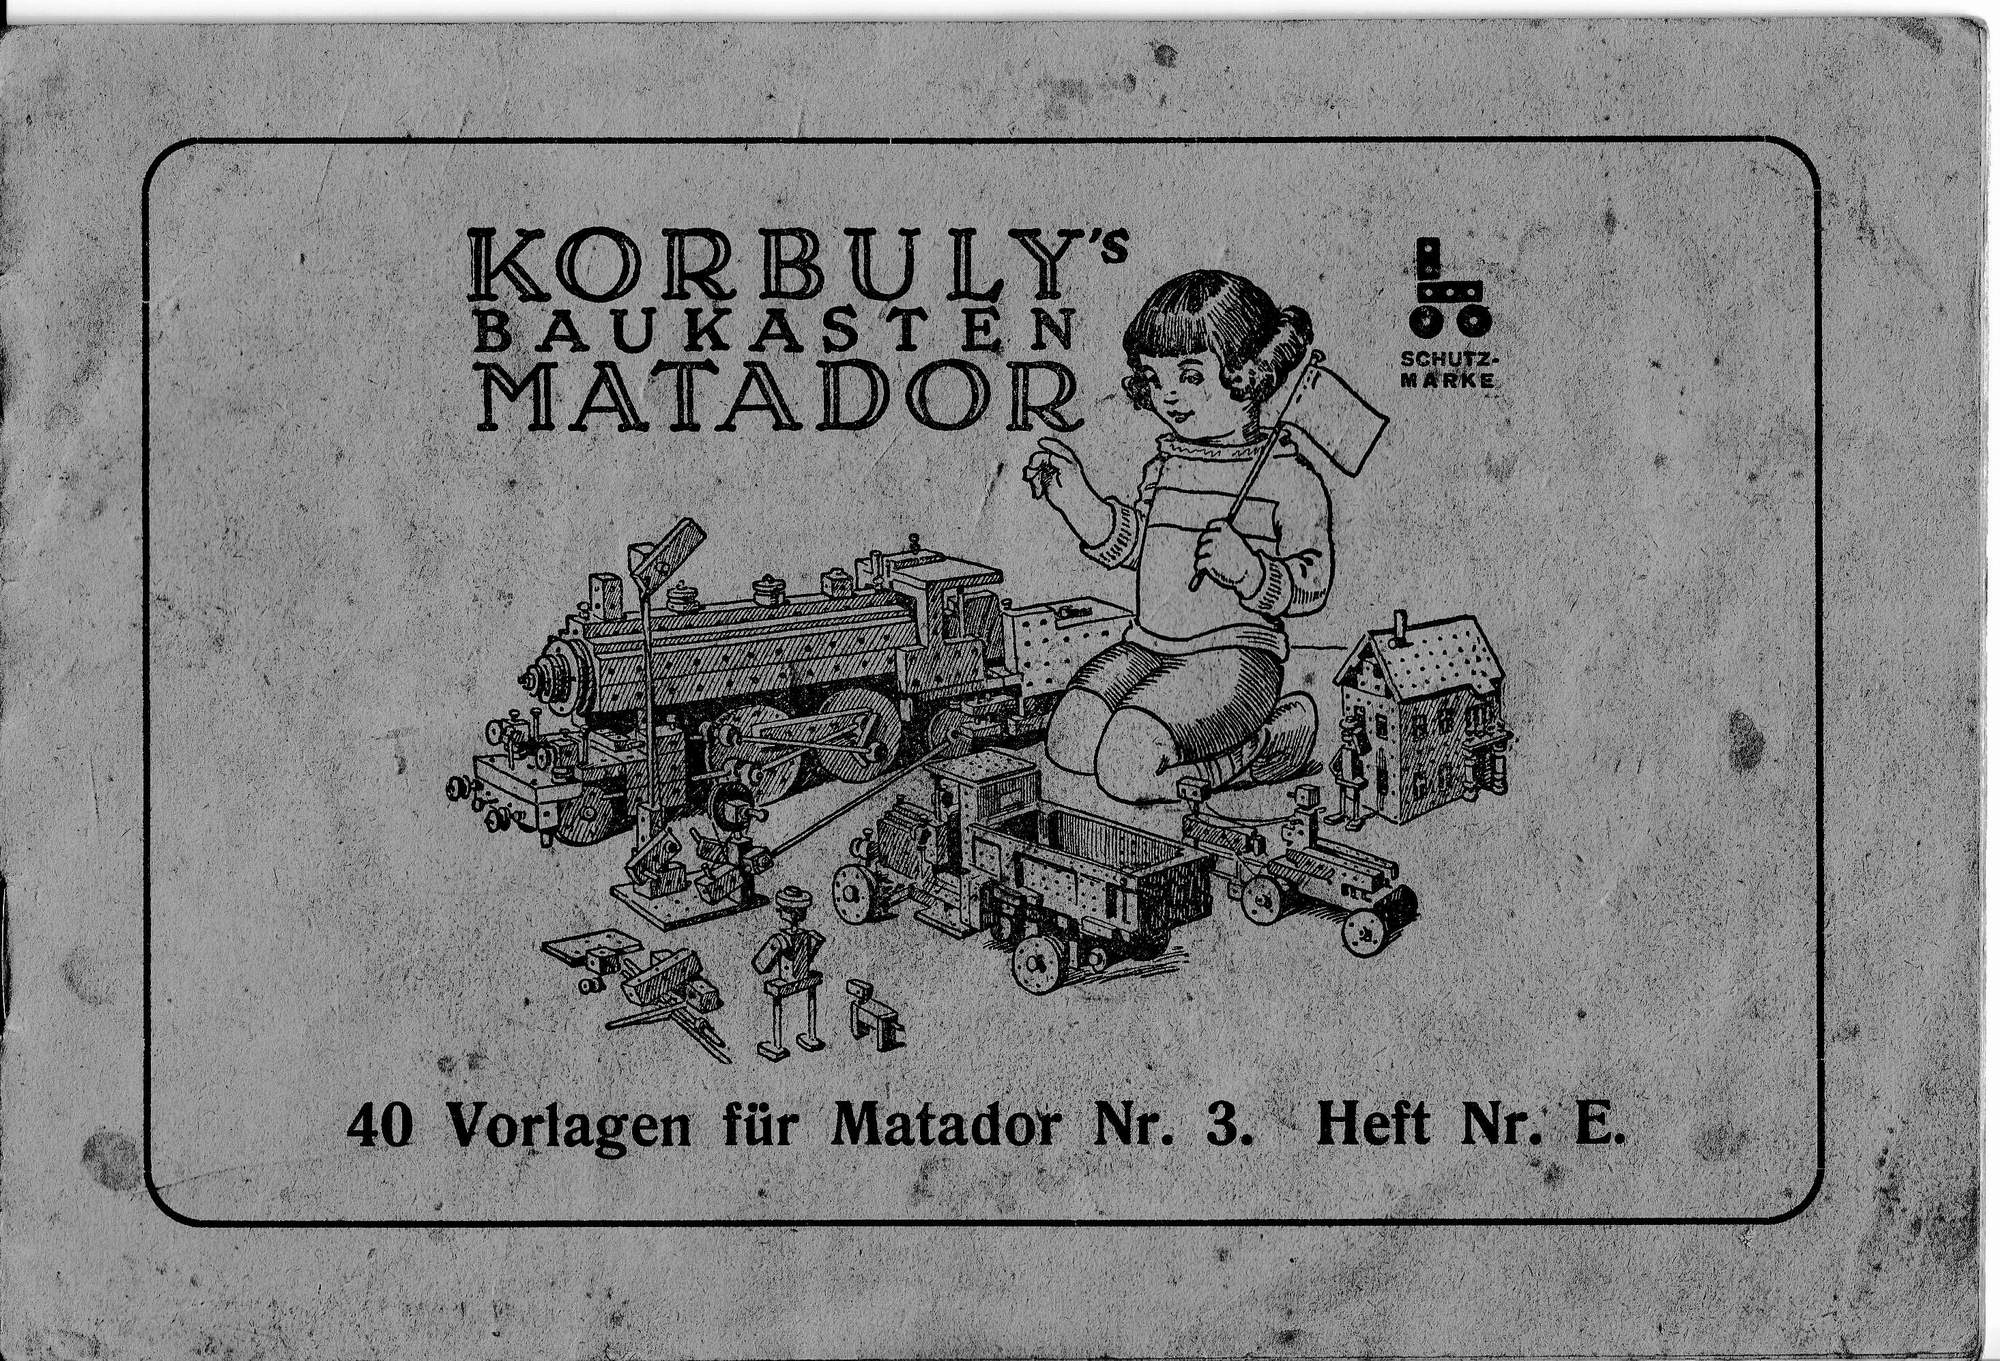 KORBULY's
BAUKASTEN
MATADOR
SCHUTZ-
MARKE
40 Vorlagen für Matador Nr. 3. Heft Nr. E.